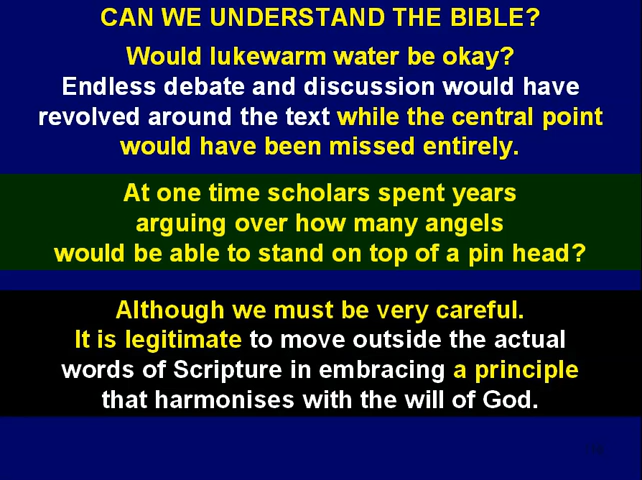 CAN WE UNDERSTAND THE BIBLE?
Would lukewarm water be okay?
Endless debate and discussion would have
revolved around the text while the central point
would have been missed entirely.
At one time scholars spent years
arguing over how many angels
would be able to stand on top of a pin head?
Although we must be very careful.
It is legitimate to move outside the actual
words of Scripture in embracing a principle
that harmonises with the will of God.